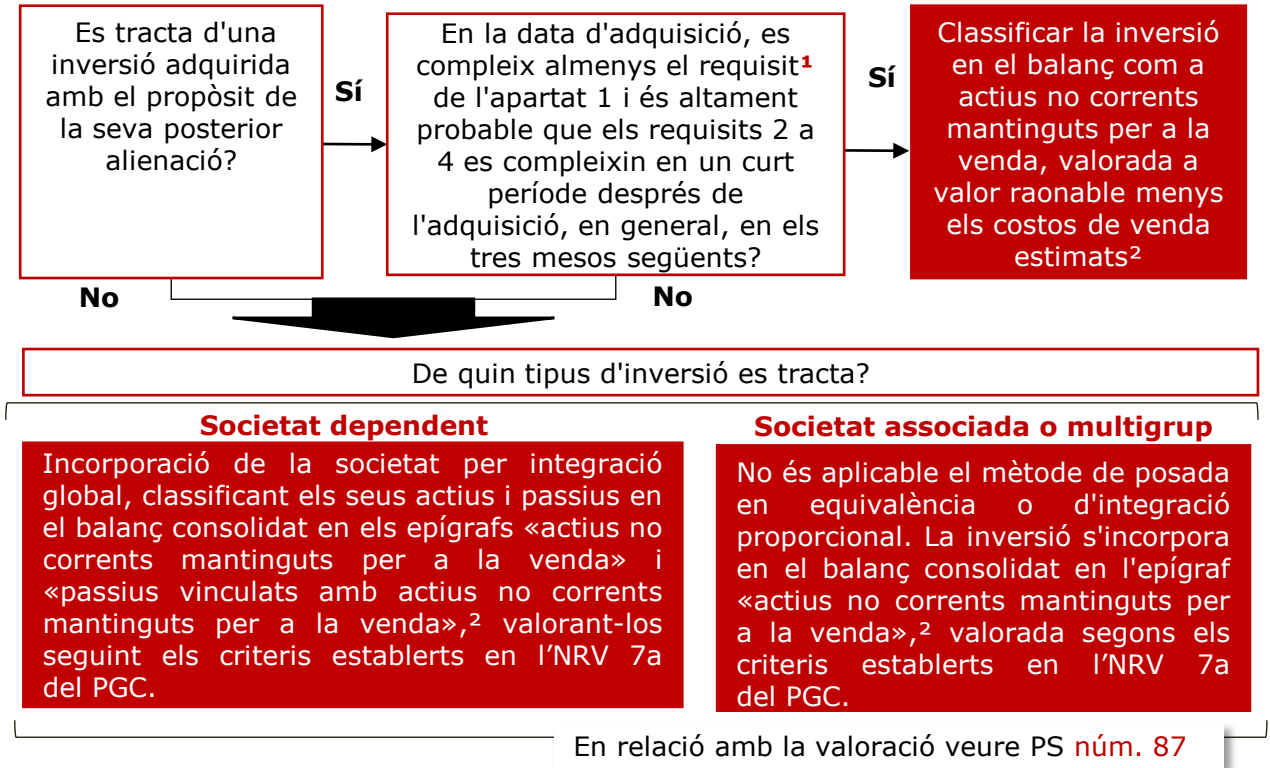 Es tracta d'una
inversió adquirida
amb el propòsit de
la seva posterior
alienació?
Sí
En la data d'adquisició, es
compleix almenys el requisit¹
de l'apartat 1 i és altament
probable que els requisits 2 a
4 es compleixin en un curt
període després de
l'adquisició, en general, en els
tres mesos següents?
Sí
Classificar la inversió
en el balanç com a
actius no corrents
mantinguts per a la
venda, valorada a
valor raonable menys
els costos de venda
estimats²
No
No
De quin tipus d'inversió es tracta?
Societat dependent
Incorporació de la societat per integració
global, classificant els seus actius i passius en
el balanç consolidat en els epígrafs «actius no
corrents mantinguts per a la venda» i
«passius vinculats amb actius no corrents
mantinguts per a la venda»,² valorant-los
seguint els criteris establerts en l’NRV 7a
del PGC.
Societat associada o multigrup
No és aplicable el mètode de posada
en equivalència o d'integració
proporcional. La inversió s'incorpora
en el balanç consolidat en l'epígraf
«actius no corrents mantinguts per
a la venda»,² valorada segons els
criteris establerts en l’NRV 7a
del PGC.
En relació amb la valoració veure PS núm. 87